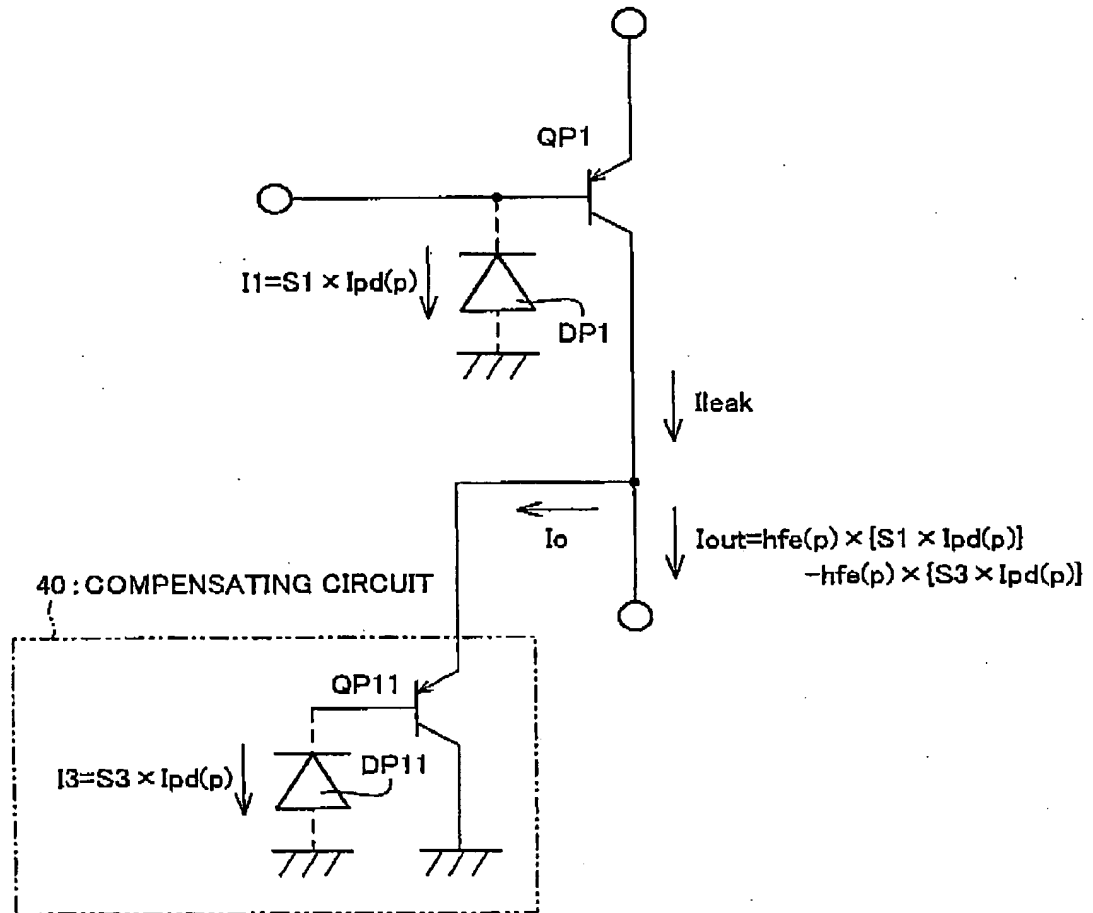 QP1
I1=S1×Ipd(p)
DP1
Ileak
Io
Iout=hfe(p)×{S1×Ipd(p)}
-hfe(p)×{S3×Ipd(p)}
40:COMPENSATING CIRCUIT
QP11
DP11
I3=S3×Ipd(p)